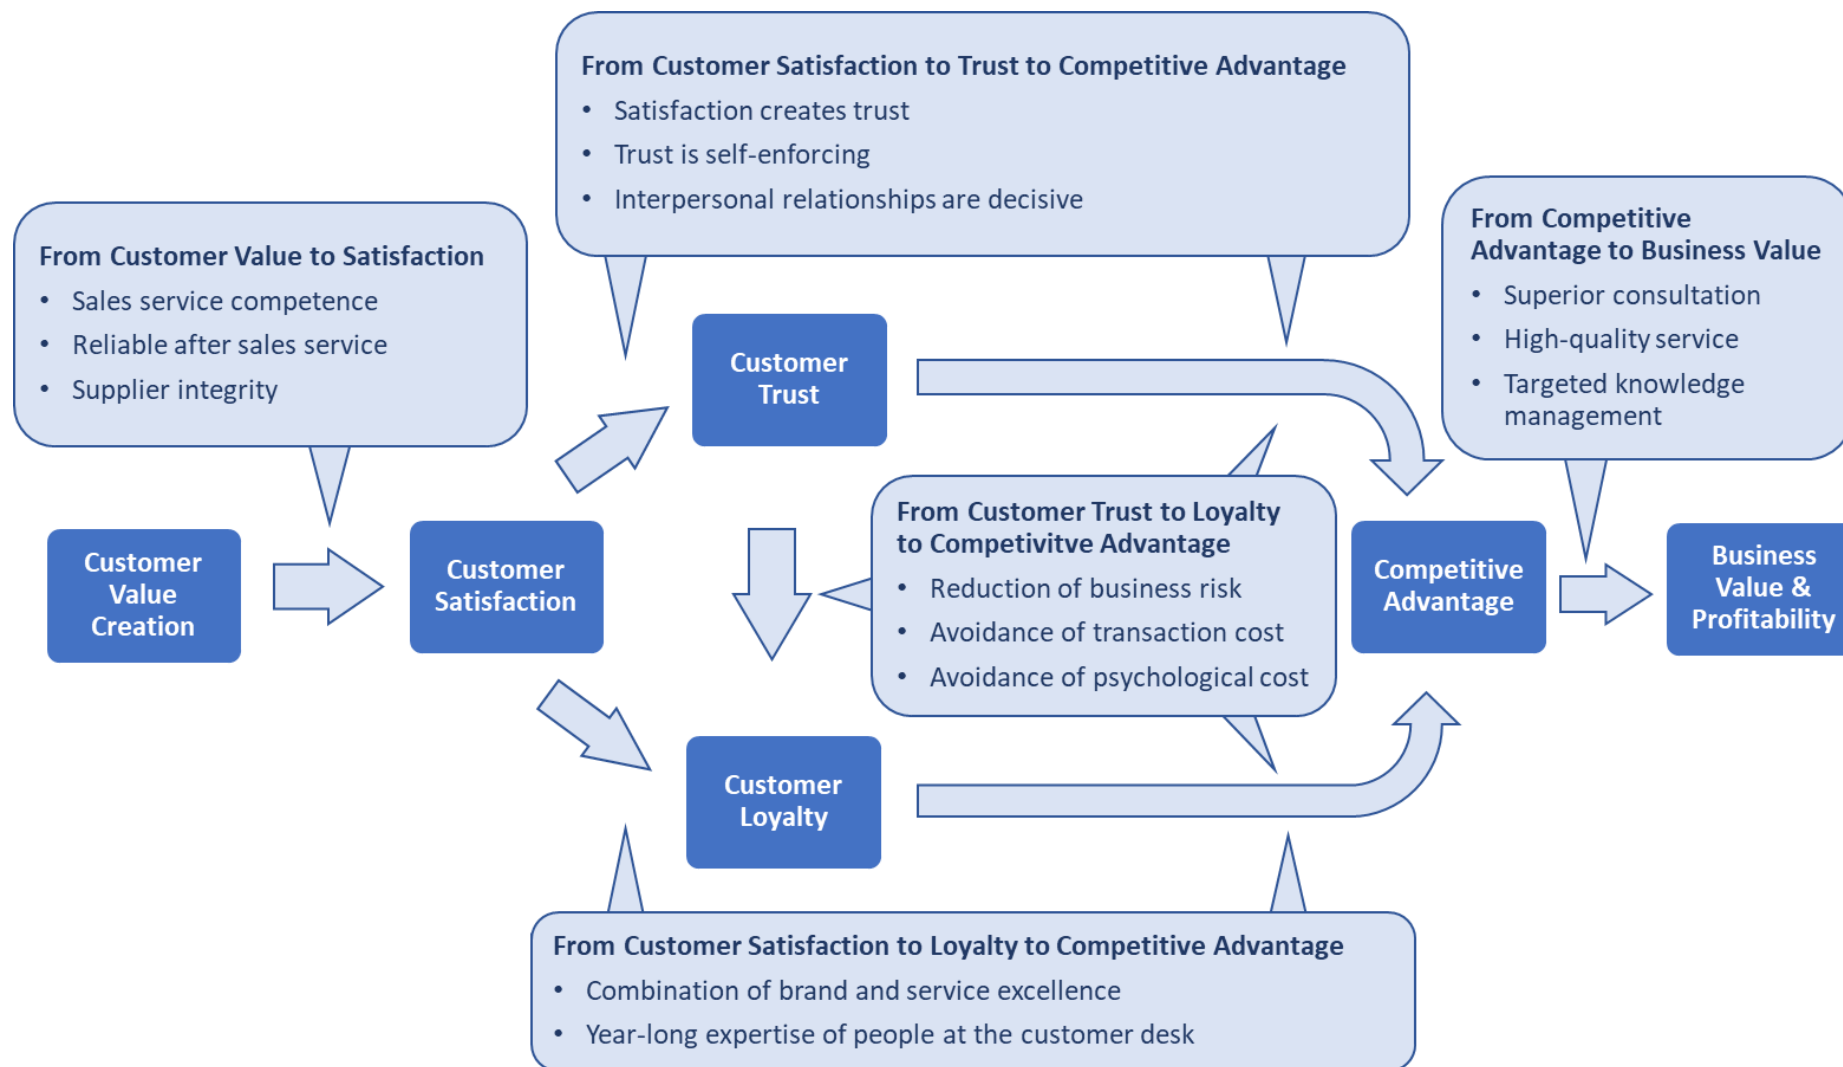 From Customer Satisfaction to Trust to Competitive Advantage
• Satisfaction creates trust
• Trust is self-enforcing
• Interpersonal relationships are decisive
From Customer Value to Satisfaction
• Sales service competence
• Reliable after sales service
• Supplier integrity
From Competitive
Advantage to Business Value
• Superior consultation
• High-quality service
• Targeted knowledge
management
Customer
Trust
From Customer Trust to Loyalty
to Competivitve Advantage
• Reduction of business risk
• Avoidance of transaction cost
• Avoidance of psychological cost
Customer
Value
Creation
Customer
Satisfaction
Competitive
Advantage
Business
Value &
Profitability
Customer
Loyalty
From Customer Satisfaction to Loyalty to Competitive Advantage
• Combination of brand and service excellence
• Year-long expertise of people at the customer desk